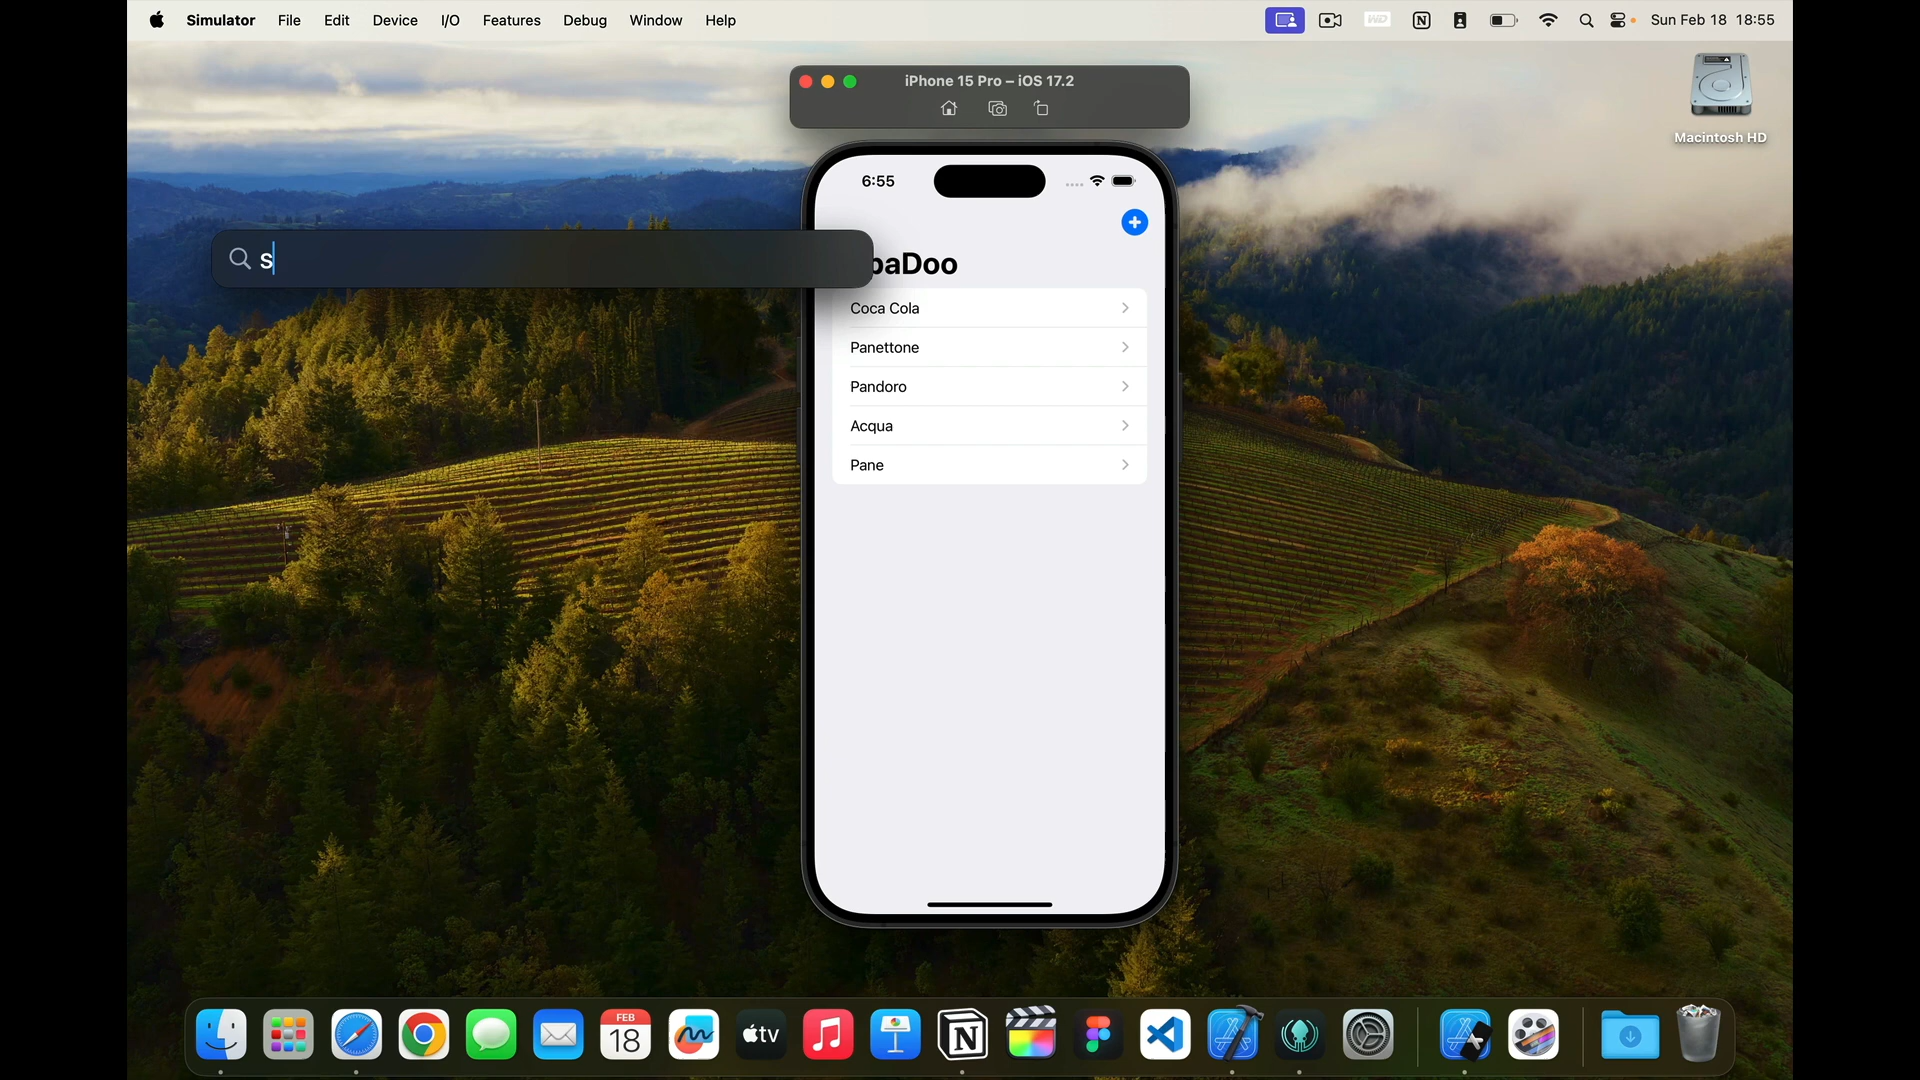 Simulator File Edit Device I/O Features Debug Window Help Sun Feb 18 18:55
iPhone 15 Pro – iOS 17.2
Macintosh HD
6:55
s
baDoo
Coca Cola
Panettone
Pandoro
Acqua
Pane
FEB
18
tv